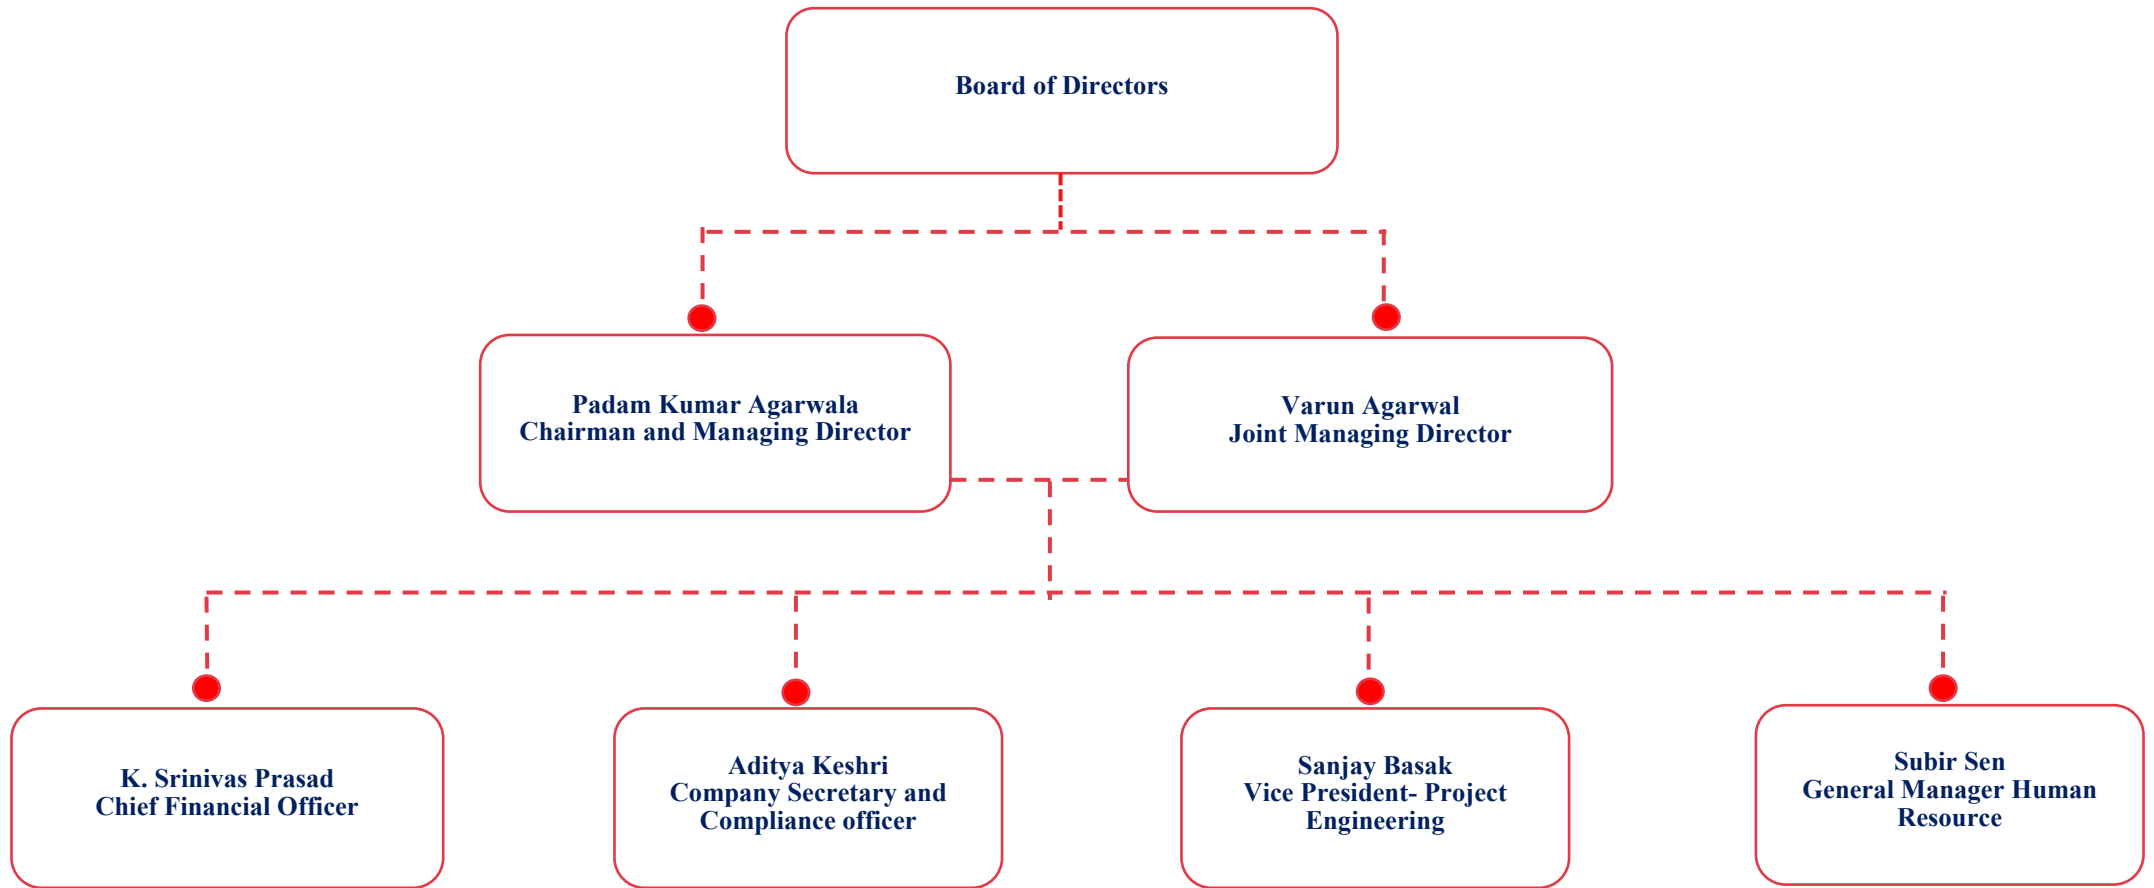 Board of Directors
Padam Kumar Agarwala
Chairman and Managing Director
Varun Agarwal
Joint Managing Director
K. Srinivas Prasad
Chief Financial Officer
Aditya Keshri
Company Secretary and
Compliance officer
Sanjay Basak
Vice President- Project
Engineering
Subir Sen
General Manager Human
Resource